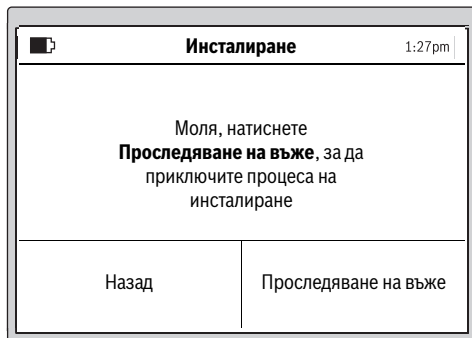 Инсталиране 1:27pm
Моля, натиснете
Проследяване на въже, за да
приключите процеса на
инсталиране
Назад Проследяване на въже